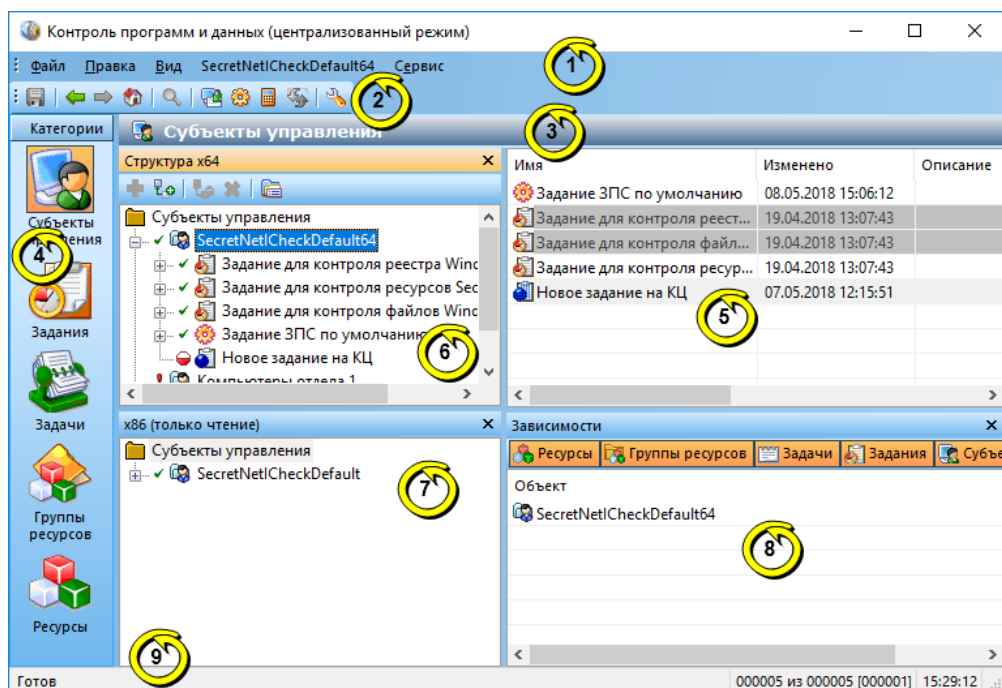 Контроль программ и данных (централизованный режим)
Файл Правка Вид SecretNetICheckDefault64 Сервис
1
2
Категории
Субъекты управления
3
Субъекты
4
Задания
Задачи
Группы
ресурсов
Ресурсы
Структура x64
Субъекты управления
SecretNetICheckDefault64
Задание для контроля реестра Winc
Задание для контроля ресурсов Sec
Задание для контроля файлов Winc
Задание ЗПС по умолчанию
Новое задание на КЦ
6
Компьютеры отдела 1
Имя Изменено Описание
Задание ЗПС по умолчанию 08.05.2018 15:06:12
Задание для контроля реест... 19.04.2018 13:07:43
Задание для контроля файл... 19.04.2018 13:07:43
Задание для контроля ресур... 19.04.2018 13:07:43
Новое задание на КЦ 07.05.2018 12:15:51
5
x86 (только чтение)
Субъекты управления
SecretNetICheckDefault
7
Зависимости
Ресурсы Группы ресурсов Задачи Задания Субъе
Объект
SecretNetICheckDefault64
8
9
Готов
000005 из 000005 [000001] 15:29:12